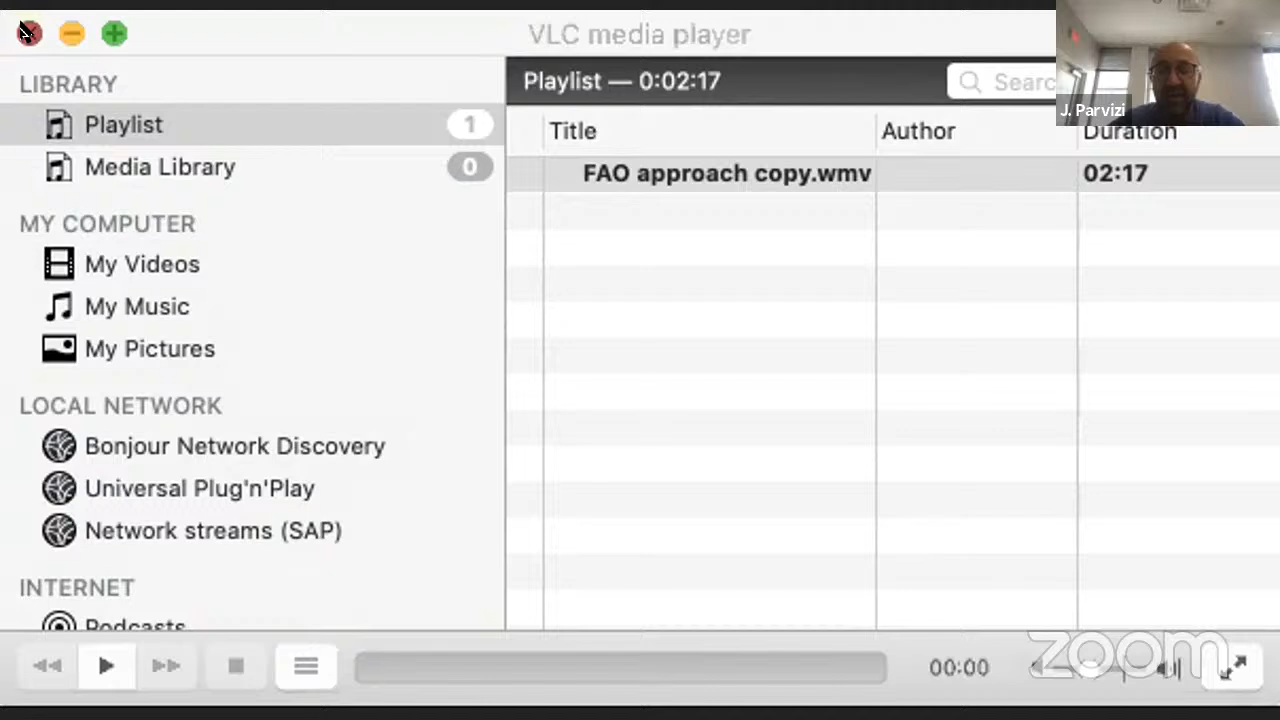 VLC media player
LIBRARY
Playlist
1
Media Library
0
MY COMPUTER
My Videos
My Music
My Pictures
LOCAL NETWORK
Bonjour Network Discovery
Universal Plug'n'Play
Network streams (SAP)
INTERNET
Podcasts
Playlist — 0:02:17
Searc
Title
Author
Duration
FAO approach copy.wmv
02:17
J. Parvizi
00:00
zoom